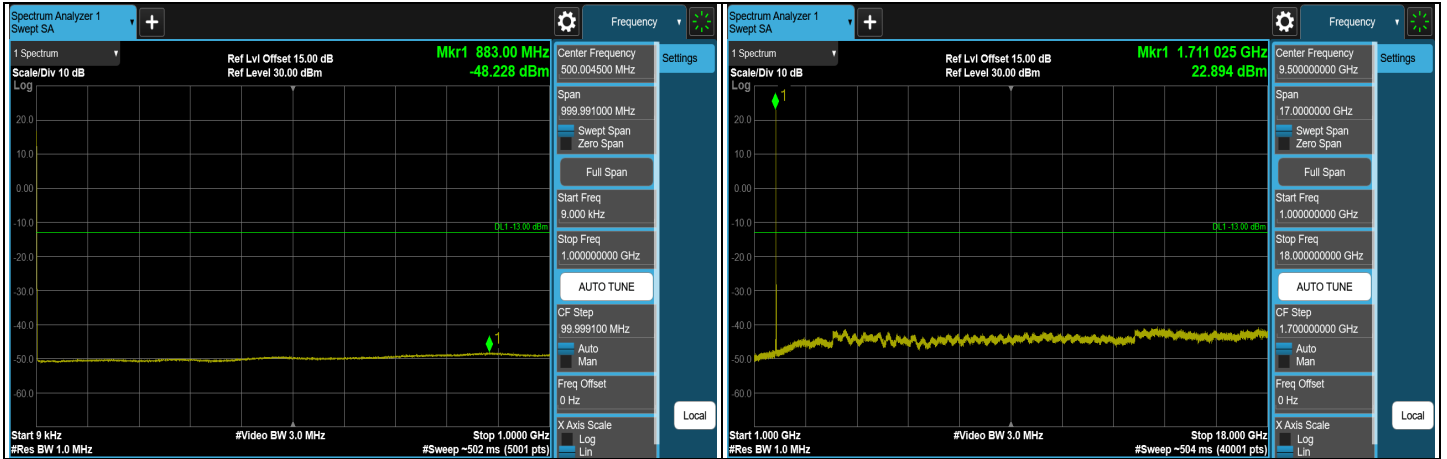 Spectrum Analyzer 1
Swept SA
+
Frequency
1 Spectrum
Ref Lvl Offset 15.00 dB
Mkr1 883.00 MHz
Scale/Div 10 dB
Ref Level 30.00 dBm
-48.228 dBm
Log
1
20.0
10.0
0.00
-10.0
DL1 -13.00 dBm
-20.0
-30.0
-40.0
-50.0
-60.0
Start 9 kHz
#Video BW 3.0 MHz
Stop 1.0000 GHz
#Res BW 1.0 MHz
#Sweep ~502 ms (5001 pts)
Center Frequency
500.004500 MHz
Settings
Span
999.991000 MHz
Swept Span
Zero Span
Full Span
Start Freq
9.000 kHz
Stop Freq
1.000000000 GHz
AUTO TUNE
CF Step
99.999100 MHz
Auto
Man
Freq Offset
0 Hz
X Axis Scale
Log
Lin
Local
Spectrum Analyzer 1
Swept SA
+
Frequency
1 Spectrum
Ref Lvl Offset 15.00 dB
Mkr1 1.711 025 GHz
Scale/Div 10 dB
Ref Level 30.00 dBm
22.894 dBm
Log
1
20.0
10.0
0.00
-10.0
DL1 -13.00 dBm
-20.0
-30.0
-40.0
-50.0
-60.0
Start 1.000 GHz
#Video BW 3.0 MHz
Stop 18.000 GHz
#Res BW 1.0 MHz
#Sweep ~504 ms (40001 pts)
Center Frequency
9.500000000 GHz
Settings
Span
17.0000000 GHz
Swept Span
Zero Span
Full Span
Start Freq
1.000000000 GHz
Stop Freq
18.000000000 GHz
AUTO TUNE
CF Step
1.700000000 GHz
Auto
Man
Freq Offset
0 Hz
X Axis Scale
Log
Lin
Local